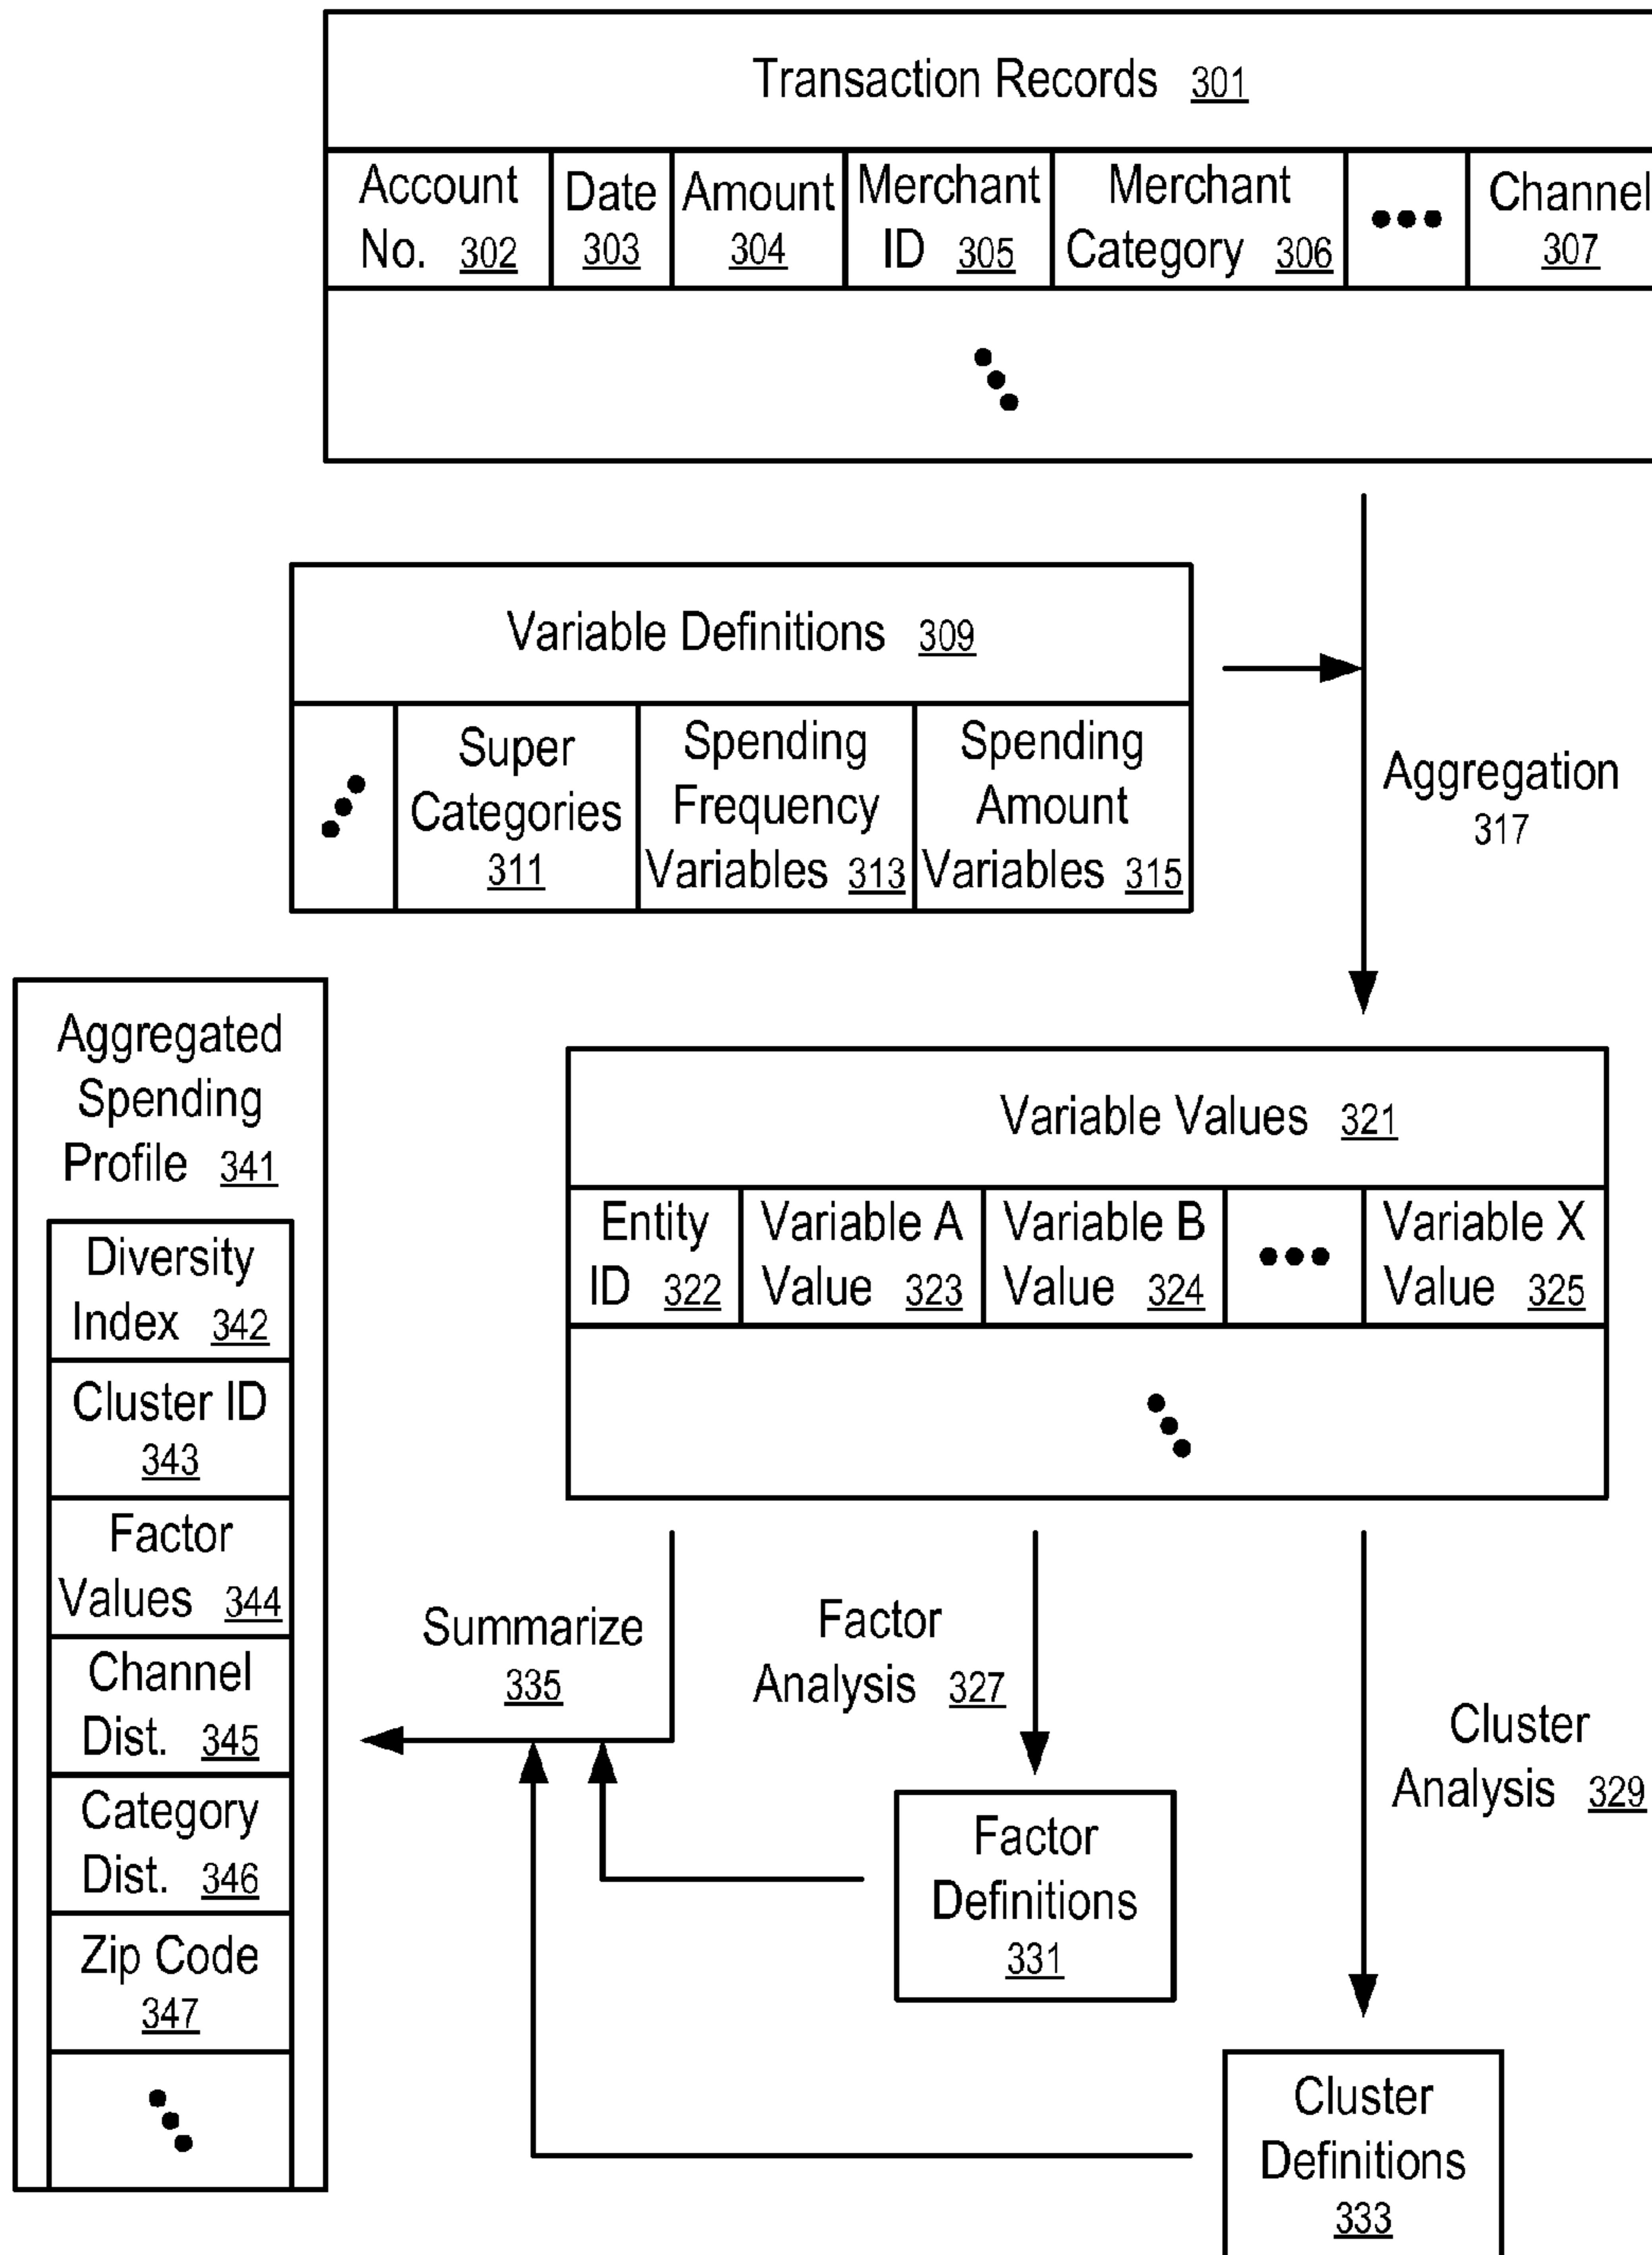 Transaction Records 301
Account
No. 302
Date
303
Amount
304
Merchant
ID 305
Merchant
Category 306
Channel
307
Variable Definitions 309
Super
Categories
311
Spending
Frequency
Variables 313
Spending
Amount
Variables 315
Aggregation
317
Aggregated
Spending
Profile 341
Diversity
Index 342
Cluster ID
343
Factor
Values 344
Channel
Dist. 345
Category
Dist. 346
Zip Code
347
Variable Values 321
Entity
ID 322
Variable A
Value 323
Variable B
Value 324
Variable X
Value 325
Summarize
335
Factor
Analysis 327
Cluster
Analysis 329
Factor
Definitions
331
Cluster
Definitions
333